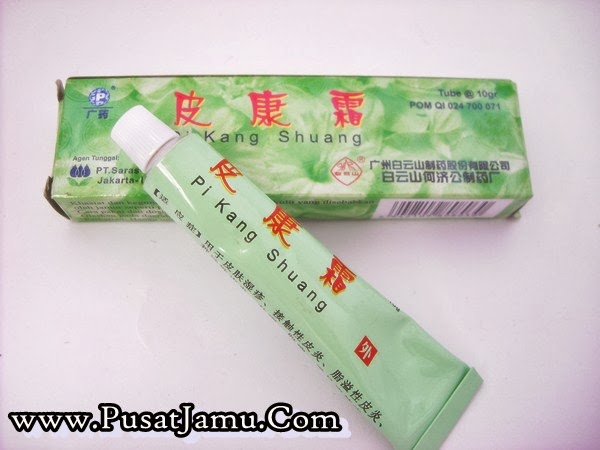 广药
皮康霜
Pi Kang Shuang
Tube @ 10gr
POM QI 024 700 671
Agen Tunggal:
PT.Saras
Jakarta-I
广州白云山制药股份有限公司
白云山何济公制药厂
皮康霜
Pi Kang Shuang
用于皮肤湿疹、接触性皮炎、脂溢性皮炎、
外
www.PusatJamu.Com